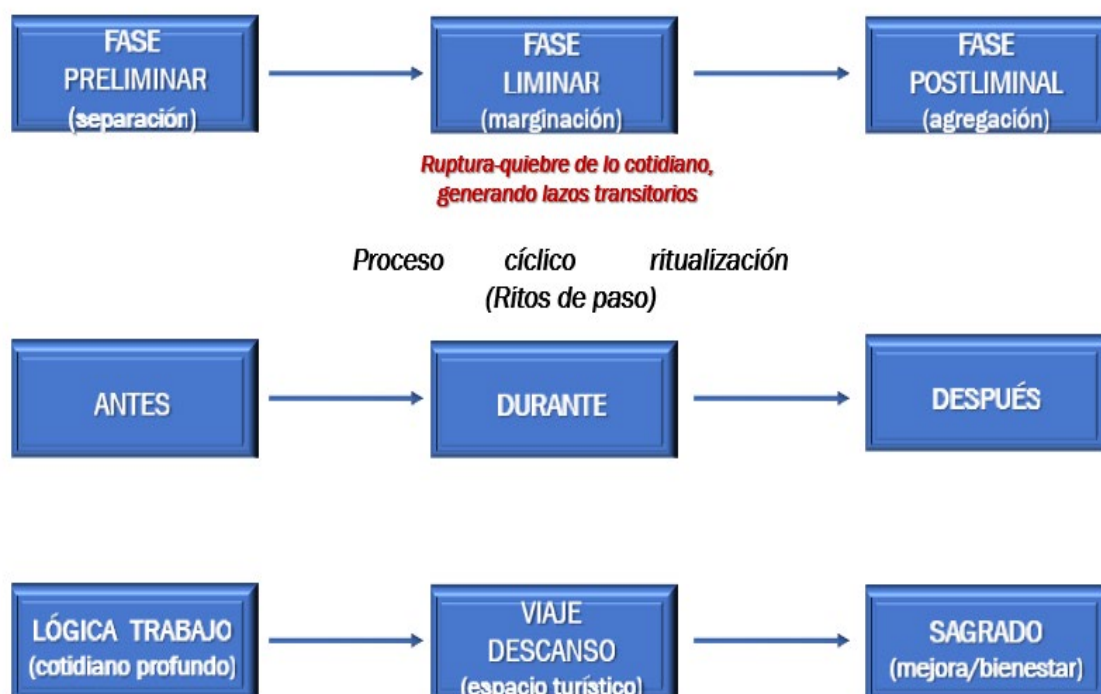 FASE
PRELIMINAR
(separación)
FASE
LIMINAR
(marginación)
FASE
POSTLIMINAL
(agregación)
Ruptura-quiebre de lo cotidiano,
generando lazos transitorios
Proceso cíclico ritualización
(Ritos de paso)
ANTES
DURANTE
DESPUÉS
LÓGICA TRABAJO
(cotidiano profundo)
VIAJE
DESCANSO
(espacio turístico)
SAGRADO
(mejora/bienestar)